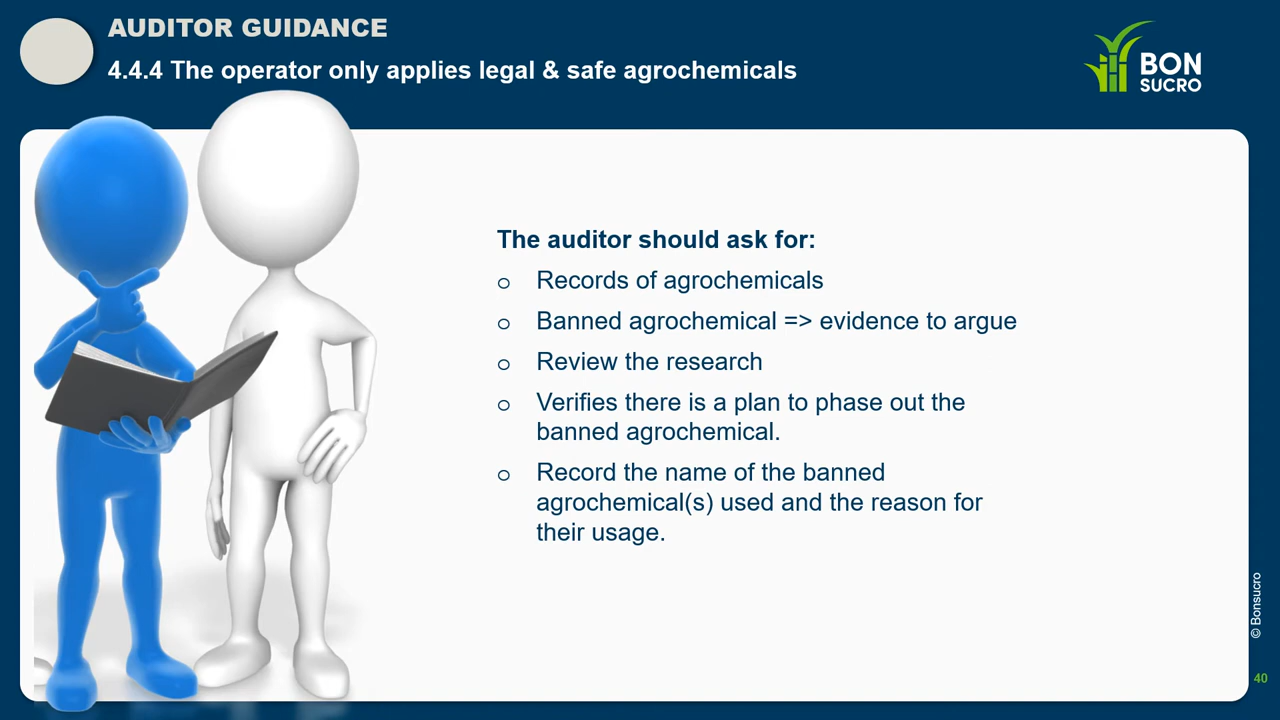 AUDITOR GUIDANCE
4.4.4 The operator only applies legal & safe agrochemicals
BON
SUCRO
The auditor should ask for:
o Records of agrochemicals
o Banned agrochemical => evidence to argue
o Review the research
o Verifies there is a plan to phase out the
banned agrochemical.
o Record the name of the banned
agrochemical(s) used and the reason for
their usage.
© Bonsucro
40